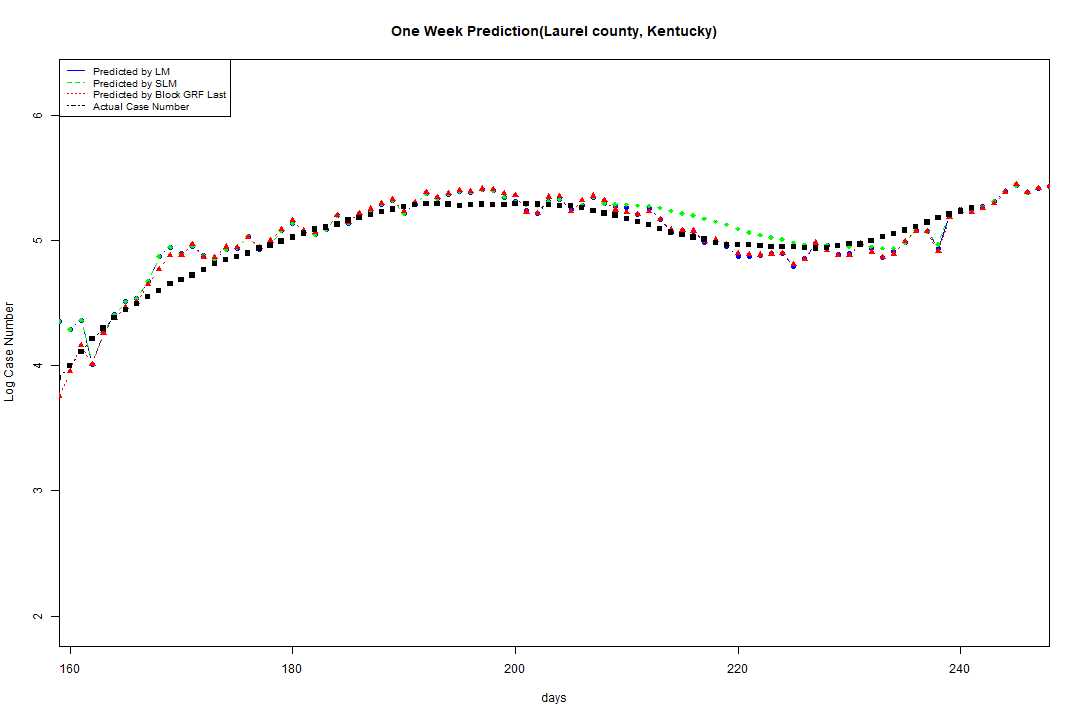 One Week Prediction(Laurel county, Kentucky)
Predicted by LM
Predicted by SLM
Predicted by Block GRF Last
Actual Case Number
6
5
4
3
2
Log Case Number
160 180 200 220 240
days